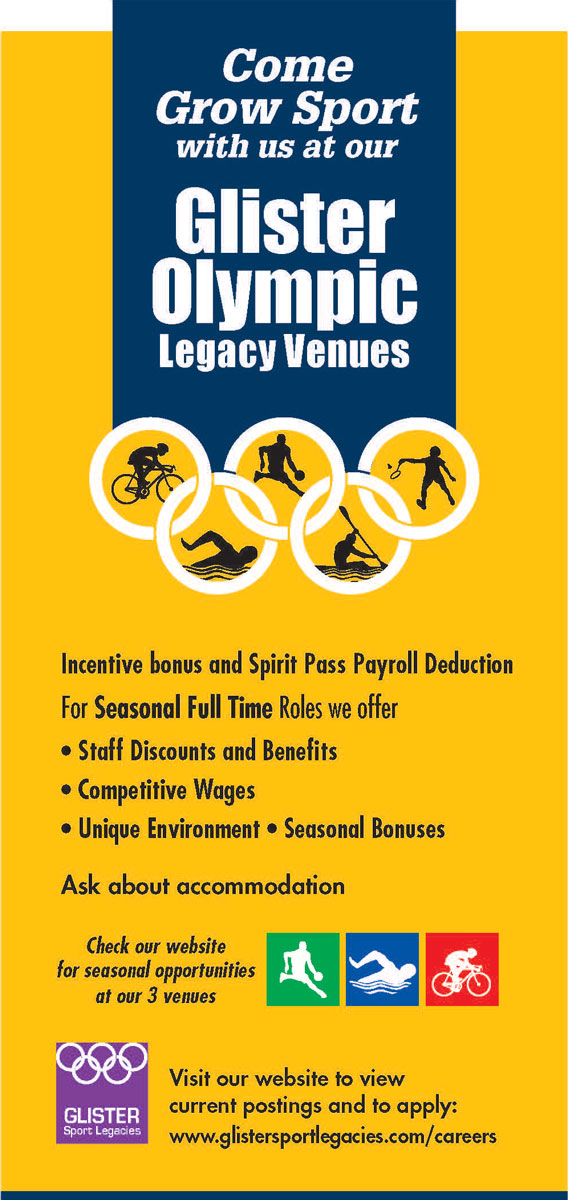 Come
Grow Sport
with us at our
Glister
Olympic
Legacy Venues
Incentive bonus and Spirit Pass Payroll Deduction
For Seasonal Full Time Roles we offer
• Staff Discounts and Benefits
• Competitive Wages
• Unique Environment • Seasonal Bonuses
Ask about accommodation
Check our website
for seasonal opportunities
at our 3 venues
GLISTER
Sport Legacies
Visit our website to view
current postings and to apply:
www.glistersportlegacies.com/careers